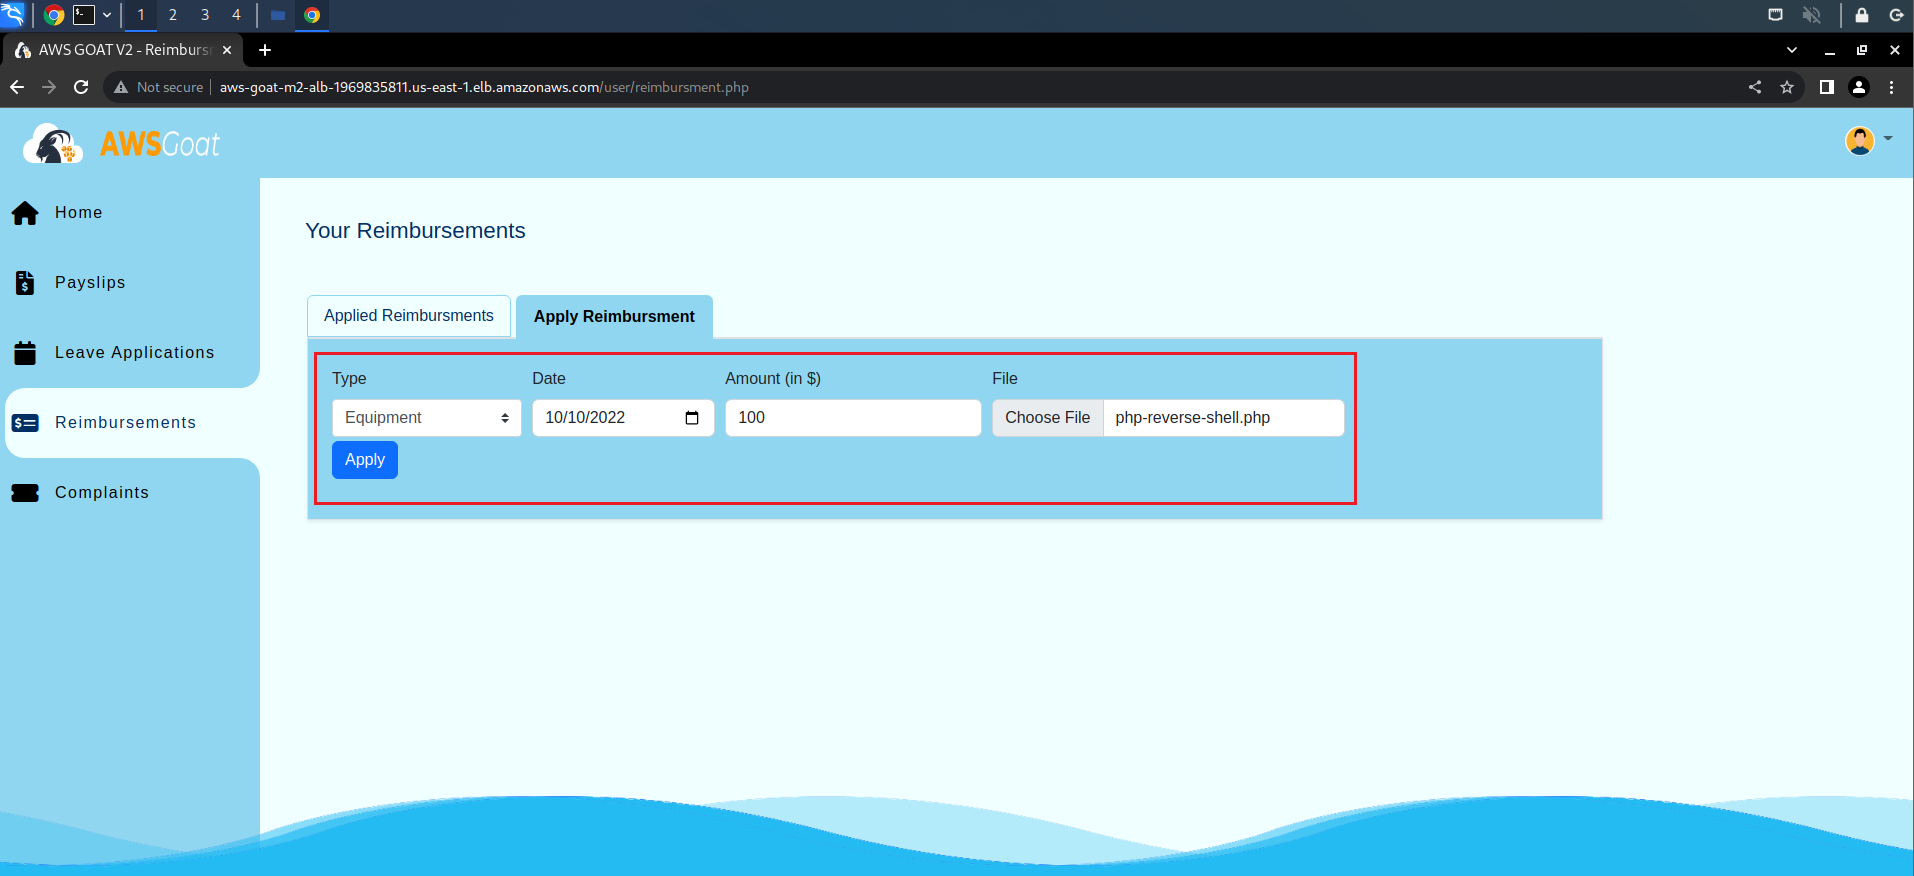 1 2 3 4
AWS GOAT V2 - Reimburs
Not secure aws-goat-m2-alb-1969835811.us-east-1.elb.amazonaws.com/user/reimbursment.php
AWSGoat
Home
Payslips
Leave Applications
Reimbursements
Complaints
Your Reimbursements
Applied Reimbursments Apply Reimbursment
Type Date Amount (in $) File
Equipment 10/10/2022 100 Choose File php-reverse-shell.php
Apply